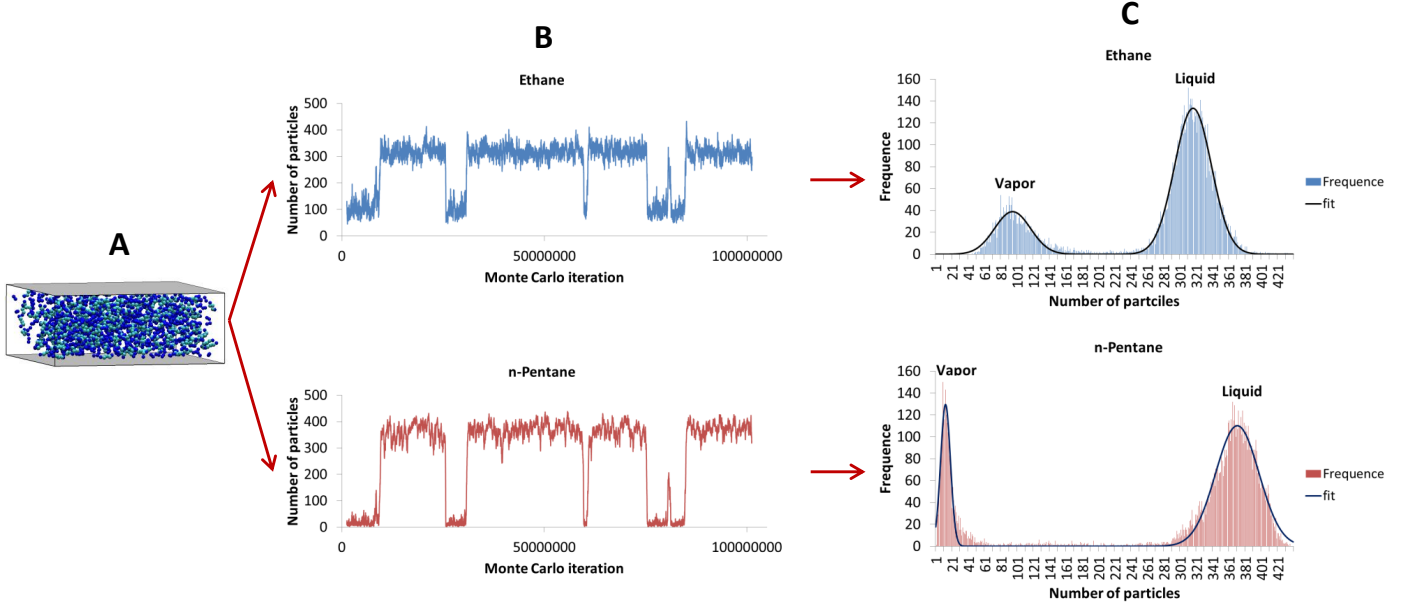 A
B
Ethane
Number of particles
500
400
300
200
100
0
0
50000000
100000000
Monte Carlo iteration
n-Pentane
Number of particles
500
400
300
200
100
0
0
50000000
100000000
Monte Carlo iteration
C
Ethane
Frequence
160
140
120
100
80
60
40
20
0
Vapor
Liquid
1 21 41 61 81 101 121 141 161 181 201 221 241 261 281 301 321 341 361 381 401 421
Number of partciles
Frequence
fit
n-Pentane
Frequence
160
140
120
100
80
60
40
20
0
Vapor
Liquid
1 21 41 61 81 101 121 141 161 181 201 221 241 261 281 301 321 341 361 381 401 421
Number of particles
Frequence
fit